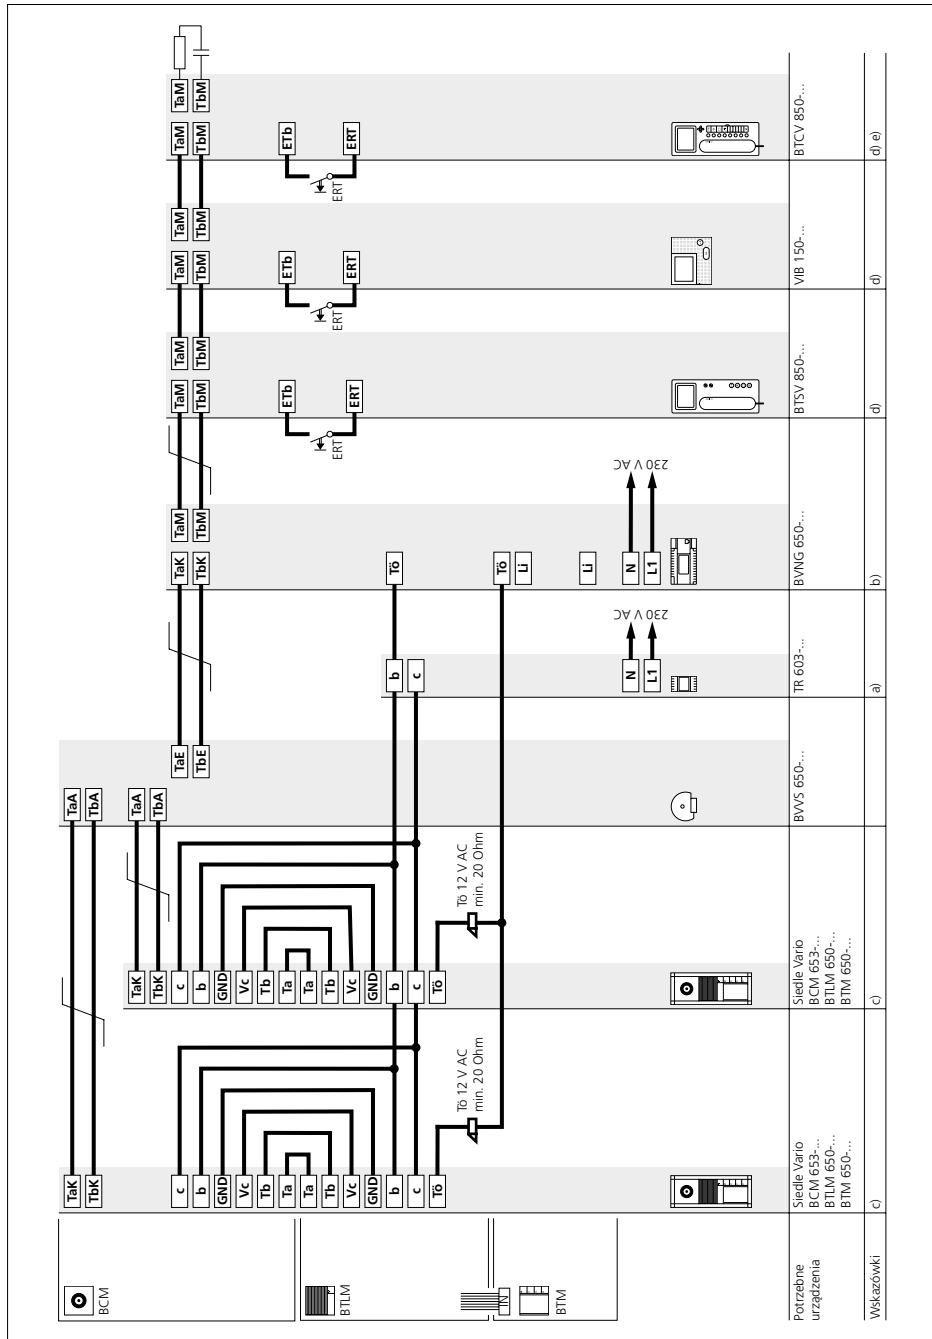 BCM
BTLM
IN
BTM
Potrzebne
urządzenia
Wskazówki
TaK
TbK
c
b
GND
Vc
Tb
Ta
Ta
Tb
Vc
GND
b
c
Tö
Tö 12 V AC
min. 20 Ohm
Siedle Vario
BCM 653-...
BTLM 650-...
BTM 650-...
c)
TaK
TbK
c
b
GND
Vc
Tb
Ta
Ta
Tb
Vc
GND
b
c
Tö
Tö 12 V AC
min. 20 Ohm
Siedle Vario
BCM 653-...
BTLM 650-...
BTM 650-...
c)
TaA
TbA
TaA
TbA
TaE
TbE
BVVS 650-...
b
c
N
L1
230 V AC
TR 603-...
a)
TaK
TbK
TaM
TbM
Tö
Tö
Li
Li
N
L1
230 V AC
BVNG 650-...
b)
TaM
TbM
TaM
TbM
ERT
ETb
ERT
BTSV 850-...
d)
TaM
TbM
TaM
TbM
ERT
ETb
ERT
VIB 150-...
d)
TaM
TbM
TaM
TbM
ERT
ETb
ERT
BTCV 850-...
d) e)